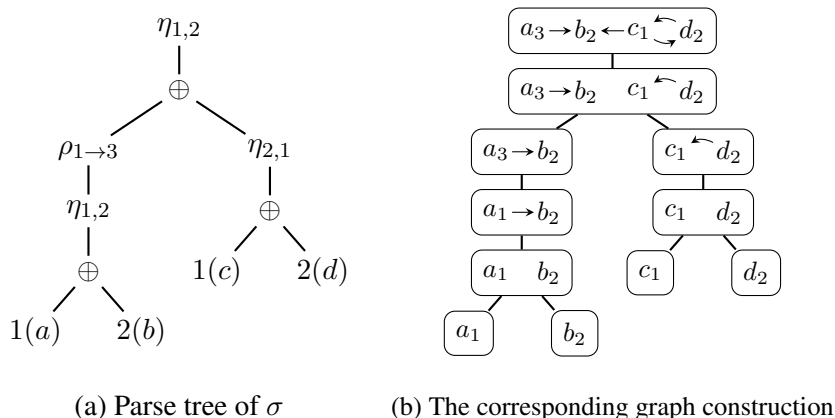 η₁,₂
⊕
ρ₁→₃ η₂,₁
η₁,₂ ⊕
⊕ 1(c) 2(d)
1(a) 2(b)
(a) Parse tree of σ
a₃→b₂←c₁ d₂
a₃→b₂ c₁ d₂
a₃→b₂ c₁ d₂
a₁→b₂ c₁ d₂
a₁ b₂ c₁ d₂
a₁ b₂
(b) The corresponding graph construction